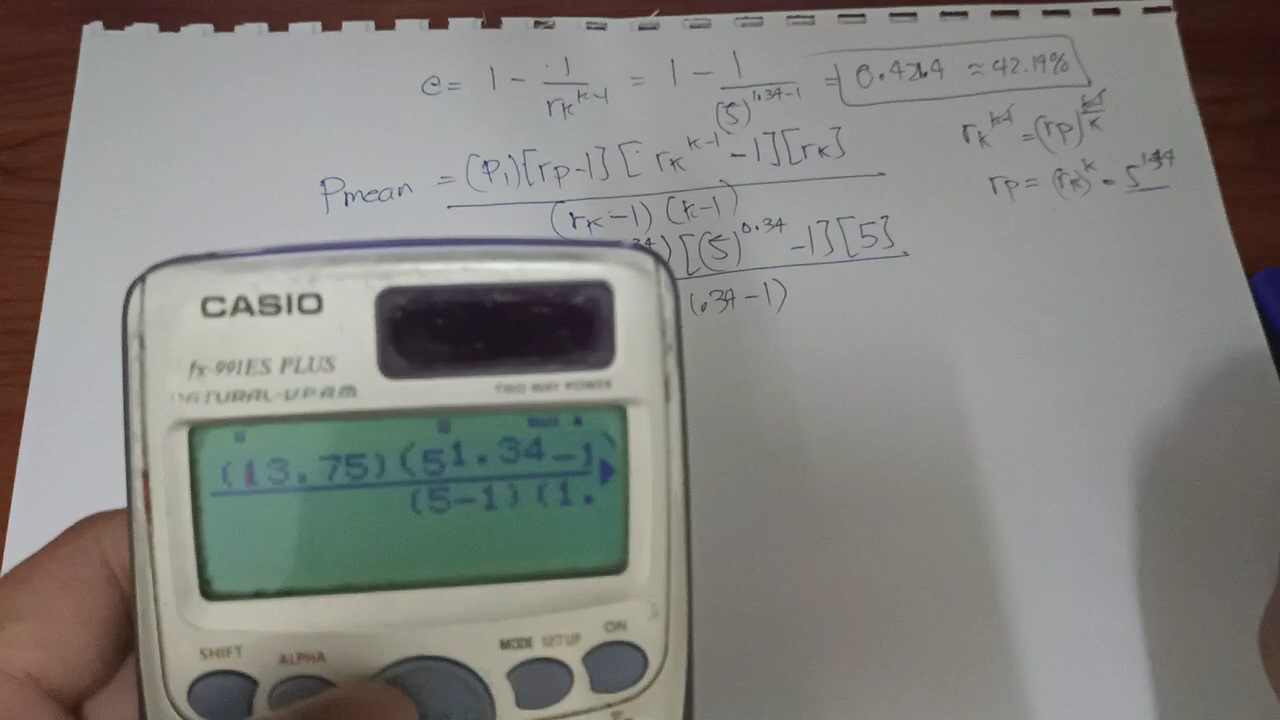 e = 1 - 1/rk^k-1 = 1 - 1/(5)^1.34-1 = 0.4214 ≈ 42.14%
rk^k-1 = (rp)^k-1/k
Pmean = (P1)[rp-1][rk^k-1 -1][rk]/(rk-1)(k-1)
rp = (rk)^k = 5^1.34
34)[(5)^0.34 -1][5]
(.34-1)
CASIO
fx-991ES PLUS
NATURAL-V.P.A.M.
TWO WAY POWER
Math ▲
(13.75)(5^1.34-1)
(5-1)(1.
SHIFT
ALPHA
MODE SETUP
ON